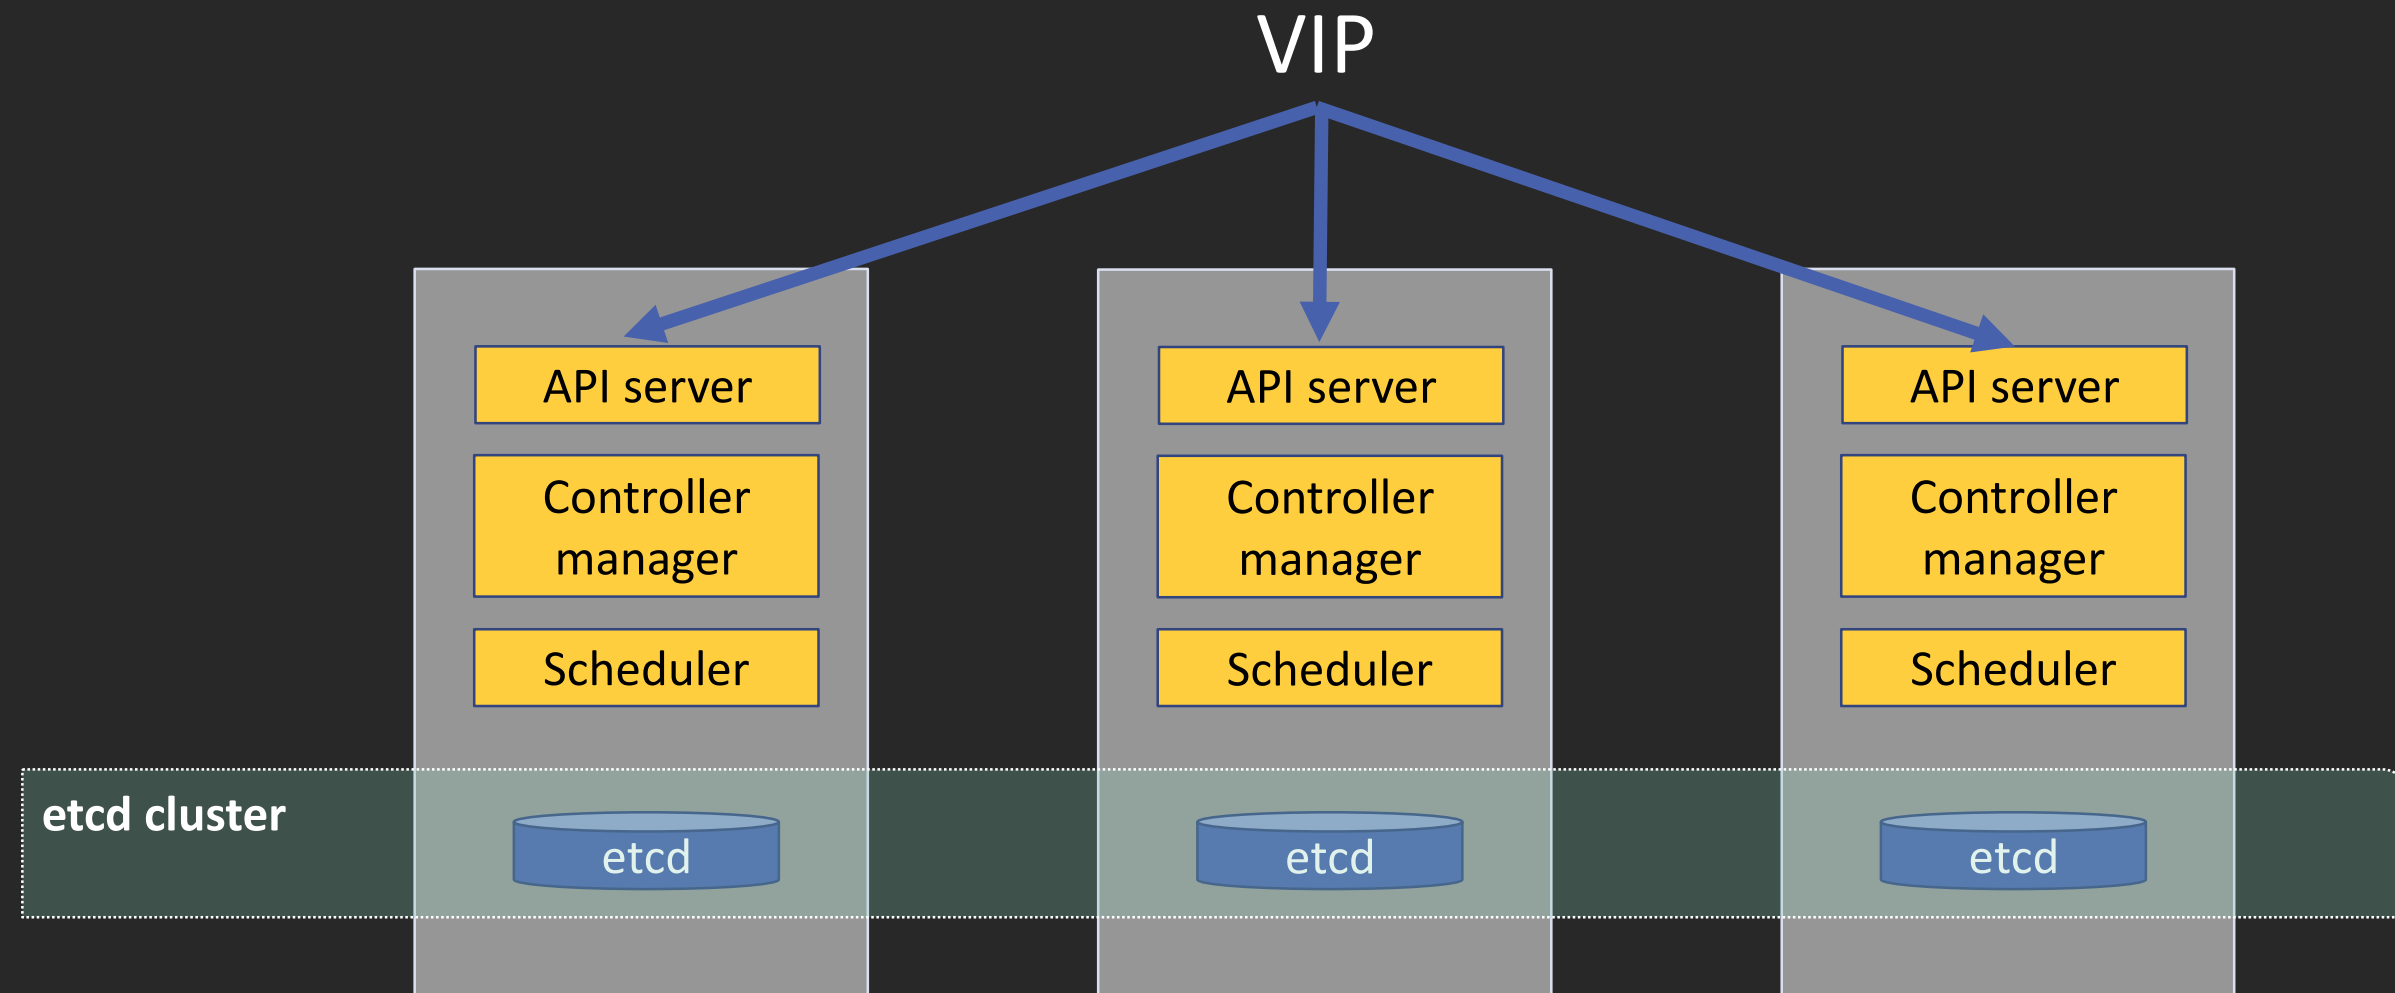 VIP
API server
API server
API server
Controller
manager
Controller
manager
Controller
manager
Scheduler
Scheduler
Scheduler
etcd cluster
etcd
etcd
etcd